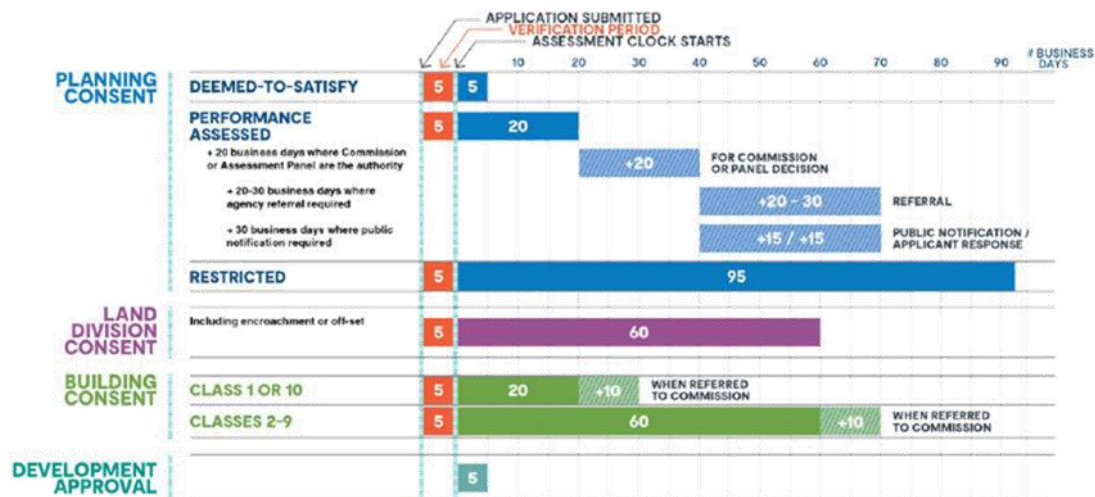 APPLICATION SUBMITTED
VERIFICATION PERIOD
ASSESSMENT CLOCK STARTS
10 20 30 40 50 60 70 80 90
# BUSINESS
DAYS
PLANNING
CONSENT
DEEMED-TO-SATISFY
5 5
PERFORMANCE
ASSESSED
5 20
+ 20 business days where Commission
or Assessment Panel are the authority
+20
FOR COMMISSION
OR PANEL DECISION
+ 20-30 business days where
agency referral required
+20 - 30
REFERRAL
+ 30 business days where public
notification required
+15 / +15
PUBLIC NOTIFICATION /
APPLICANT RESPONSE
RESTRICTED
5 95
LAND
DIVISION
CONSENT
Including encroachment or off-set
5 60
BUILDING
CONSENT
CLASS 1 OR 10
5 20 +10
WHEN REFERRED
TO COMMISSION
CLASSES 2-9
5 60 +10
WHEN REFERRED
TO COMMISSION
DEVELOPMENT
APPROVAL
5